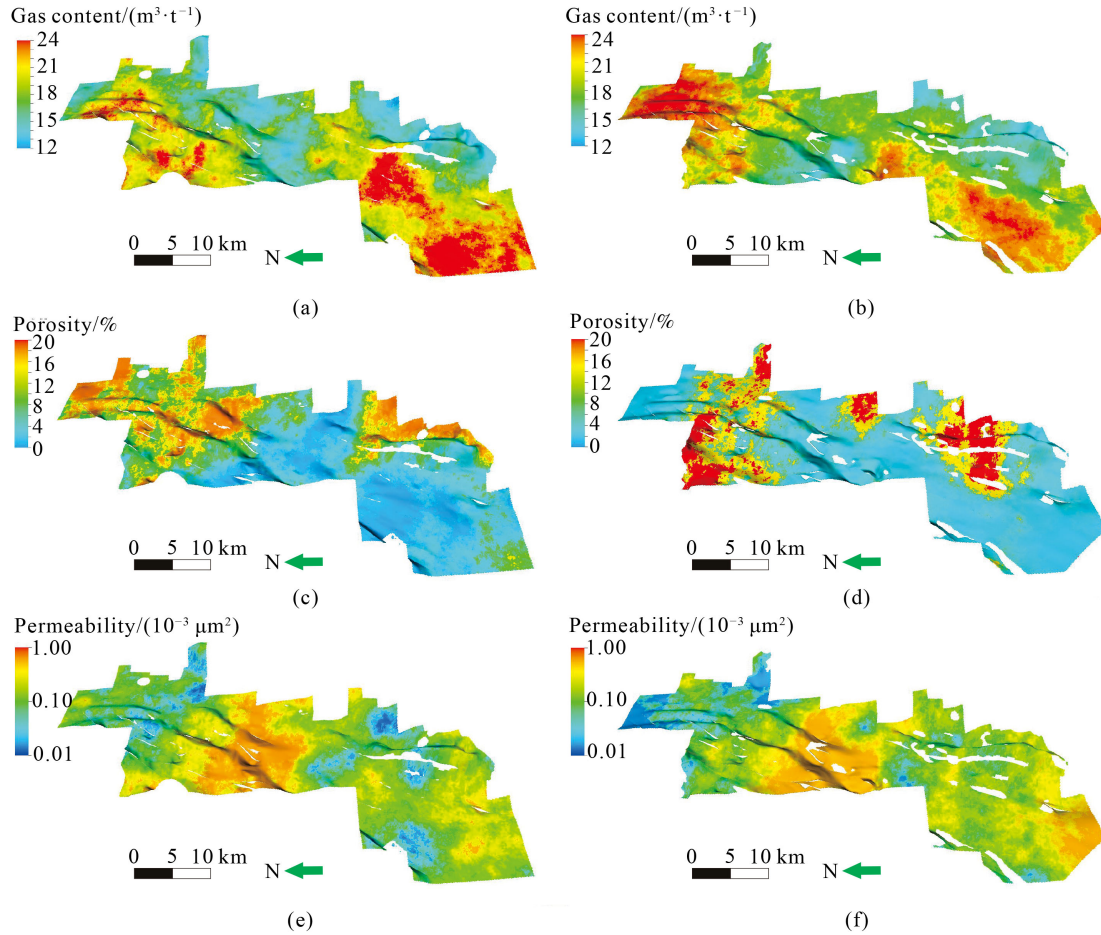 Gas content/(m³·t⁻¹)
24
21
18
15
12
0 5 10 km
N
(a)
Gas content/(m³·t⁻¹)
24
21
18
15
12
0 5 10 km
N
(b)
Porosity/%
20
16
12
8
4
0
0 5 10 km
N
(c)
Porosity/%
20
16
12
8
4
0
0 5 10 km
N
(d)
Permeability/(10⁻³ μm²)
1.00
0.10
0.01
0 5 10 km
N
(e)
Permeability/(10⁻³ μm²)
1.00
0.10
0.01
0 5 10 km
N
(f)